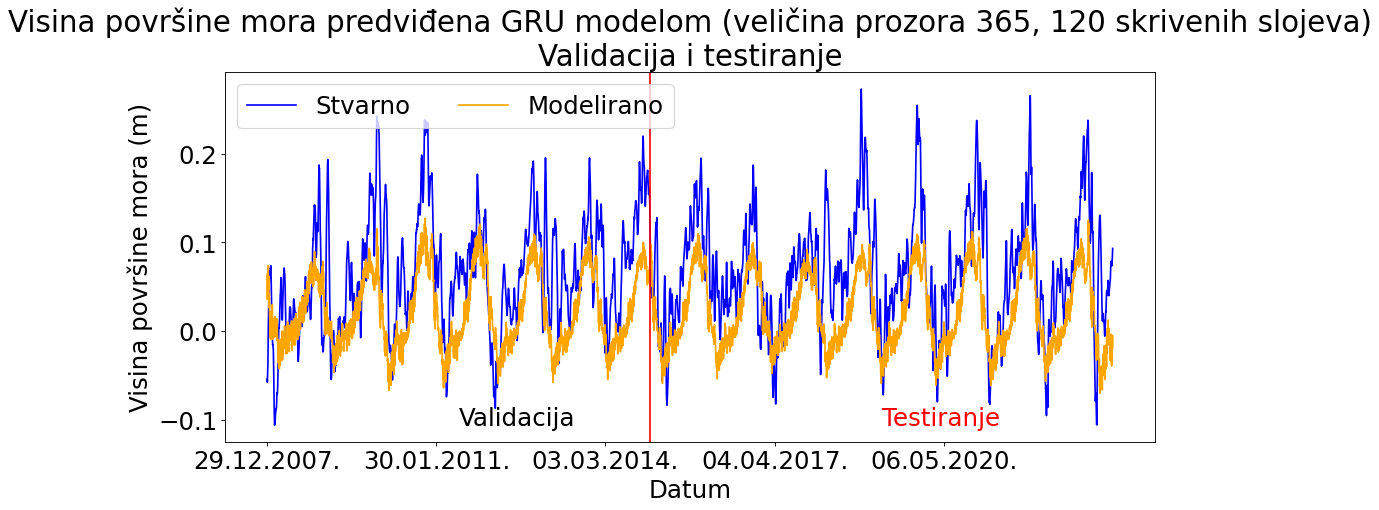 Visina površine mora predviđena GRU modelom (veličina prozora 365, 120 skrivenih slojeva)
Validacija i testiranje
Stvarno
Modelirano
Visina površine mora (m)
0.2
0.1
0.0
−0.1
Validacija
Testiranje
29.12.2007.
30.01.2011.
03.03.2014.
04.04.2017.
06.05.2020.
Datum